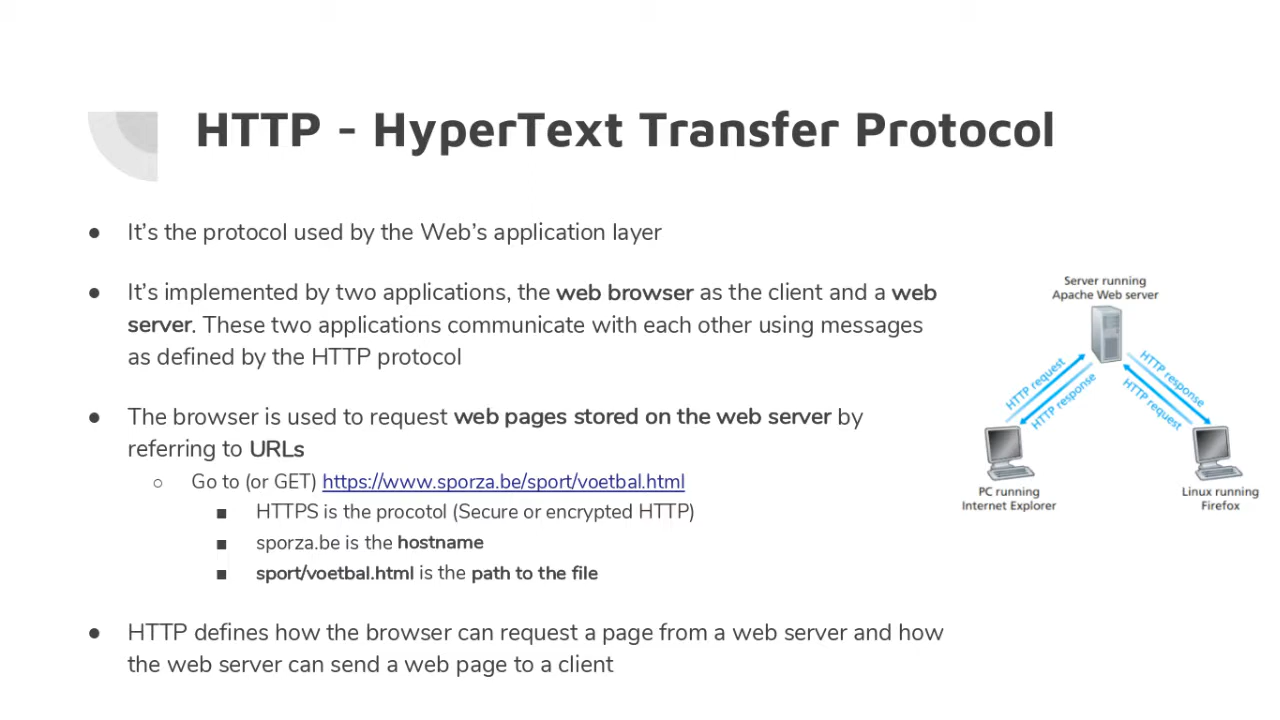 HTTP - HyperText Transfer Protocol
● It's the protocol used by the Web's application layer
● It's implemented by two applications, the web browser as the client and a web
server. These two applications communicate with each other using messages
as defined by the HTTP protocol
● The browser is used to request web pages stored on the web server by
referring to URLs
○ Go to (or GET) https://www.sporza.be/sport/voetbal.html
■ HTTPS is the procotol (Secure or encrypted HTTP)
■ sporza.be is the hostname
■ sport/voetbal.html is the path to the file
● HTTP defines how the browser can request a page from a web server and how
the web server can send a web page to a client
Server running
Apache Web server
HTTP request
HTTP response
HTTP response
HTTP request
PC running
Internet Explorer
Linux running
Firefox